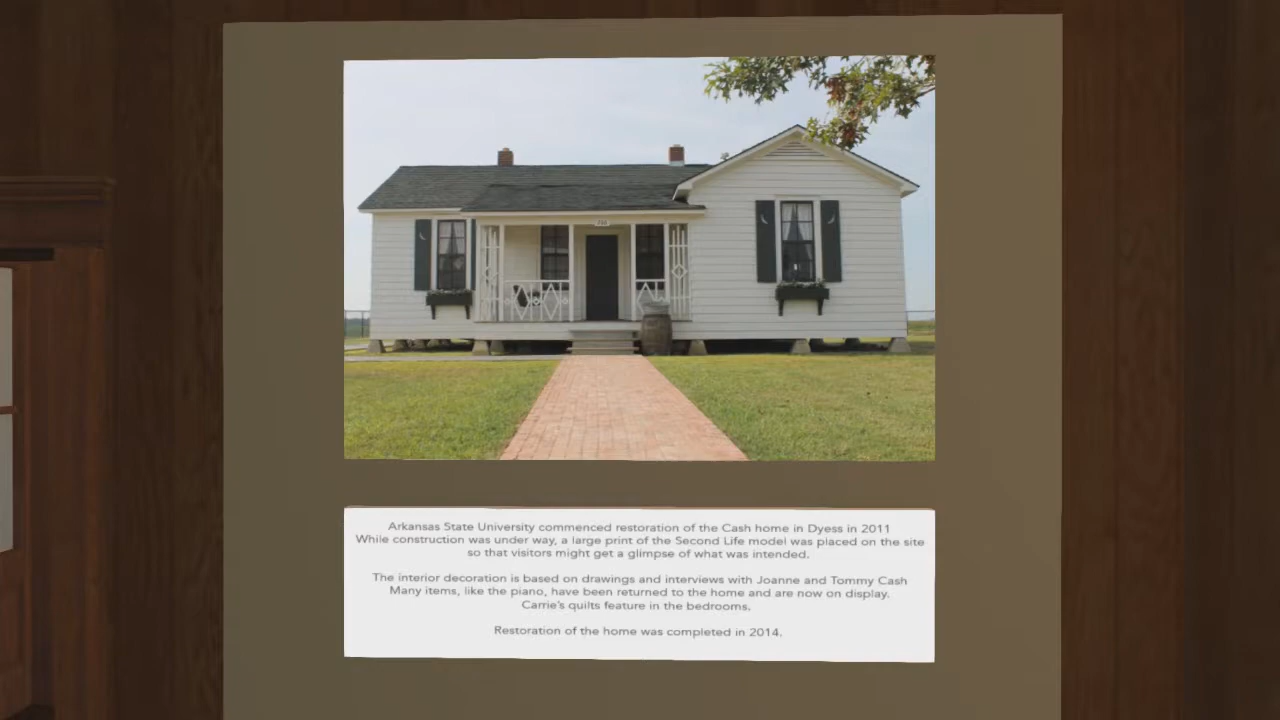 Arkansas State University commenced restoration of the Cash home in Dyess in 2011
While construction was under way, a large print of the Second Life model was placed on the site
so that visitors might get a glimpse of what was intended.
The interior decoration is based on drawings and interviews with Joanne and Tommy Cash
Many items, like the piano, have been returned to the home and are now on display.
Carrie's quilts feature in the bedrooms.
Restoration of the home was completed in 2014.